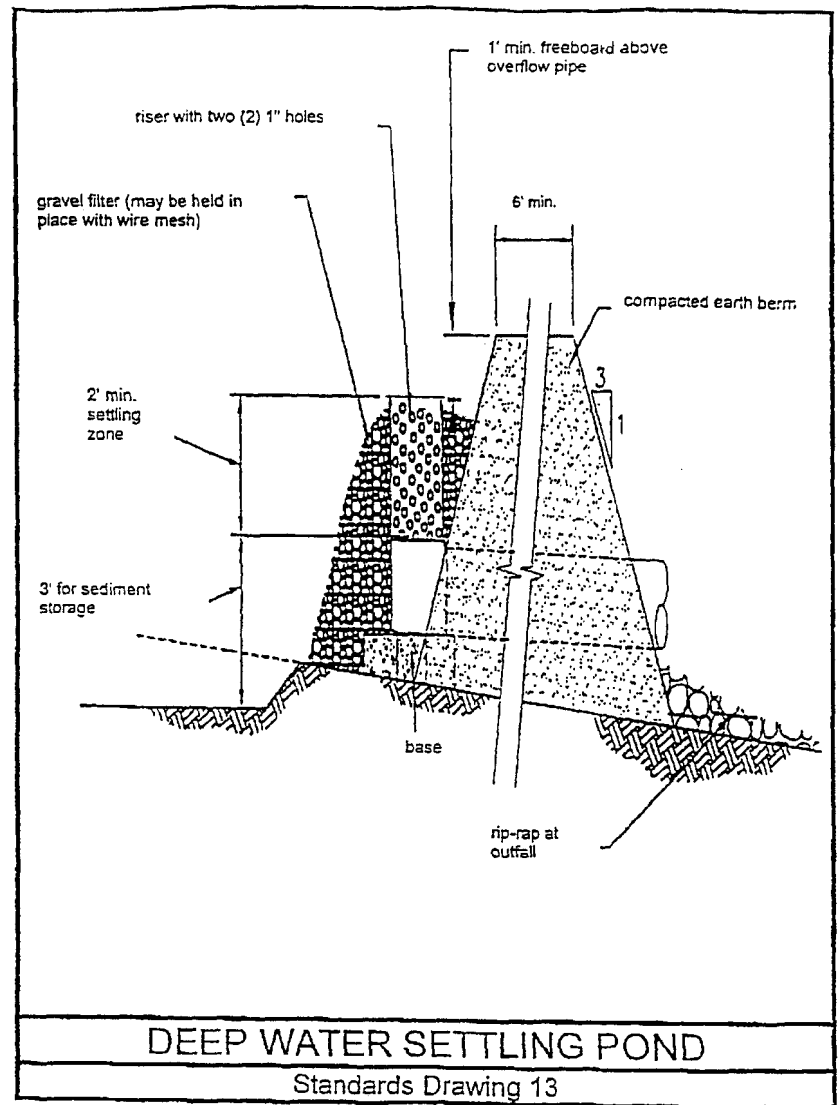 1' min. freeboard above
overflow pipe
riser with two (2) 1" holes
gravel filter (may be held in
place with wire mesh)
6' min.
compacted earth berm
3
1
2' min.
settling
zone
3' for sediment
storage
base
rip-rap at
outfall
DEEP WATER SETTLING POND
Standards Drawing 13